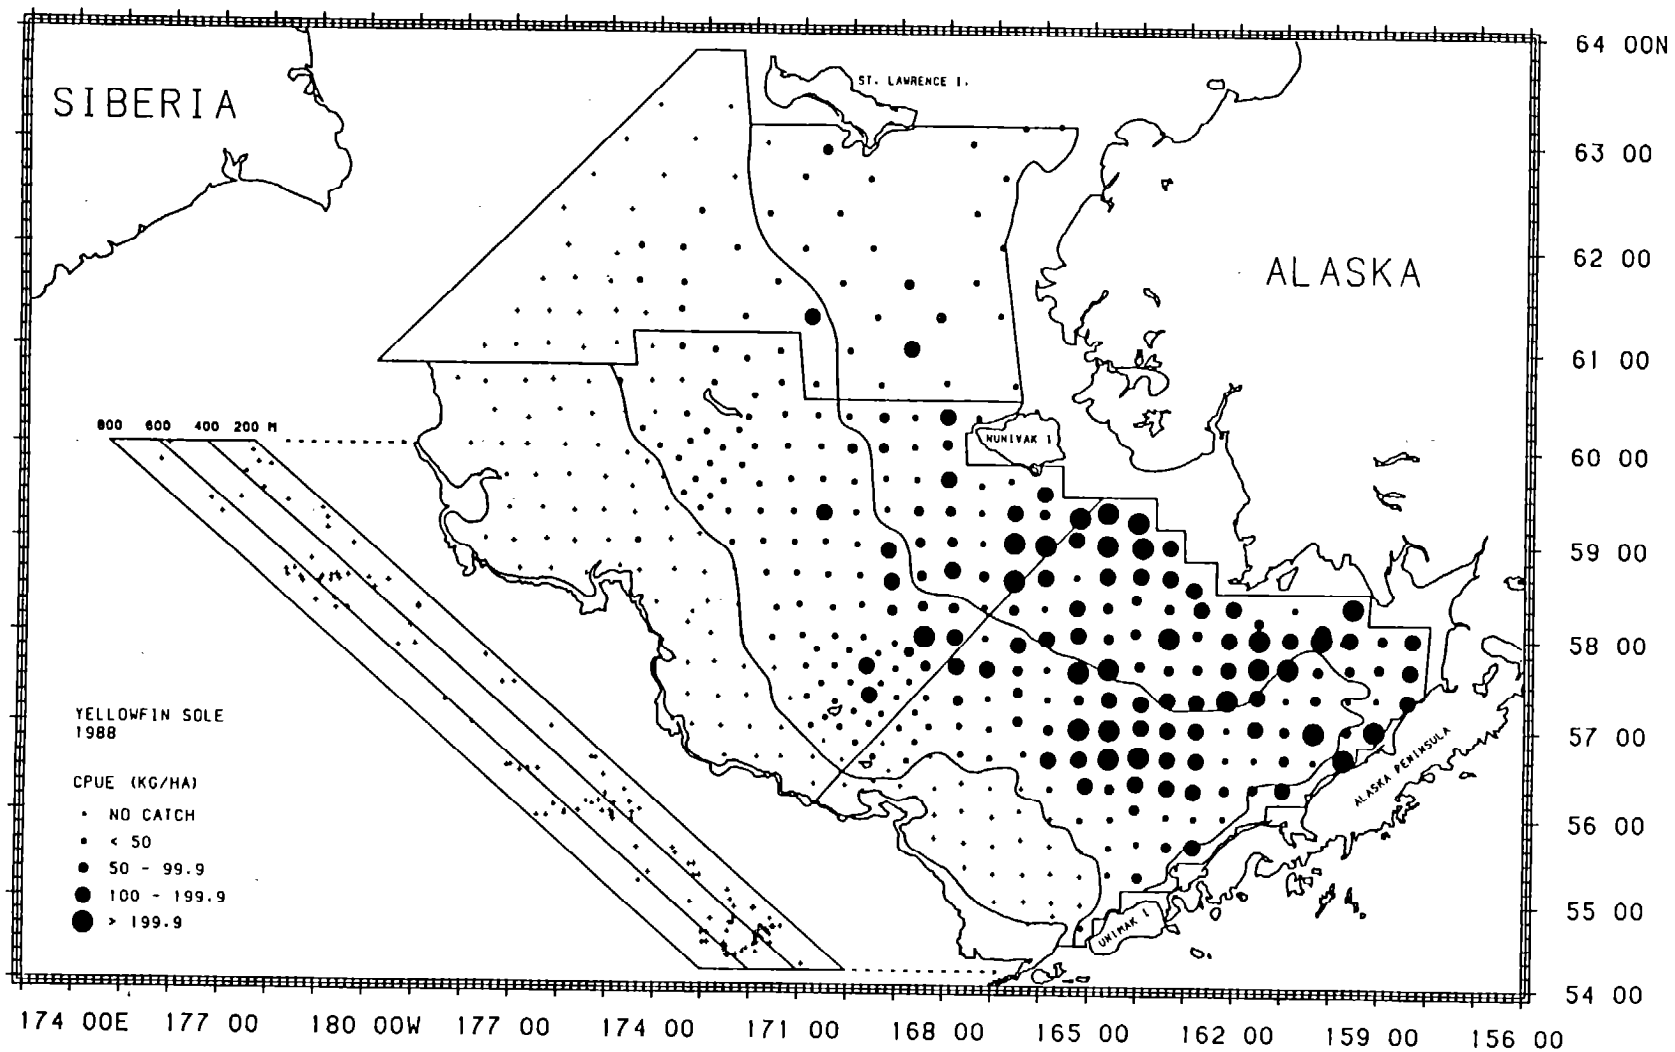 64 00N
ST. LAWRENCE I.
SIBERIA
63 00
ALASKA
62 00
61 00
800 600 400 200 M
NUNIVAK I
60 00
59 00
58 00
YELLOWFIN SOLE
1988
57 00
CPUE (KG/HA)
ALASKA PENINSULA
NO CATCH
56 00
< 50
50 - 99.9
100 - 199.9
55 00
> 199.9
UNIMAK I
54 00
174 00E 177 00 180 00W 177 00 174 00 171 00 168 00 165 00 162 00 159 00 156 00